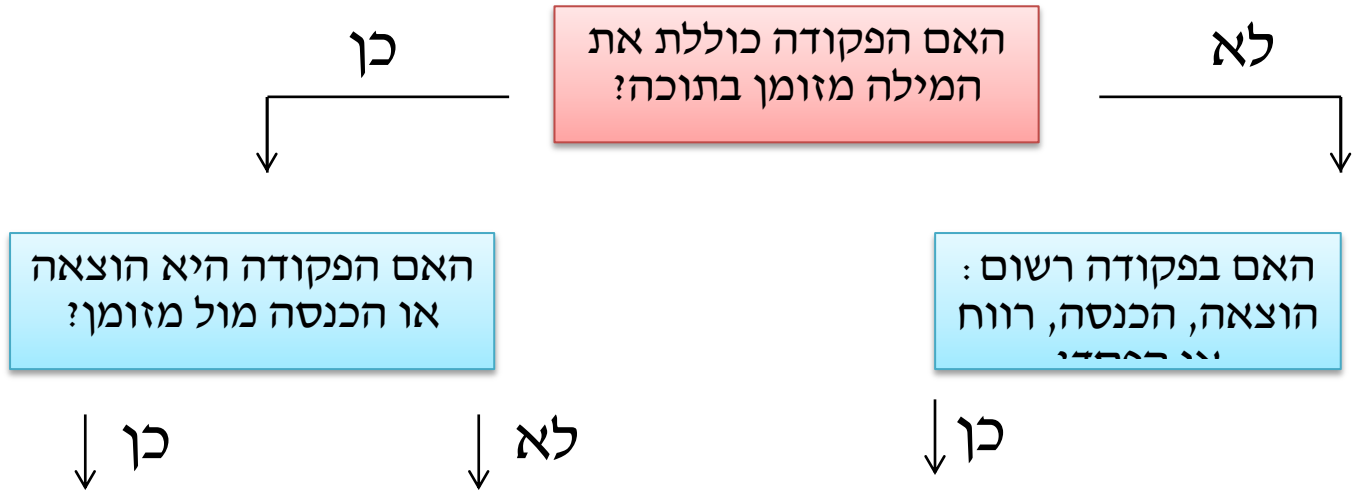 האם הפקודה כוללת את
המילה מזומן בתוכה?
לא
כן
האם בפקודה רשום:
הוצאה, הכנסה, רווח
האם הפקודה היא הוצאה
או הכנסה מול מזומן?
כן
לא
כן